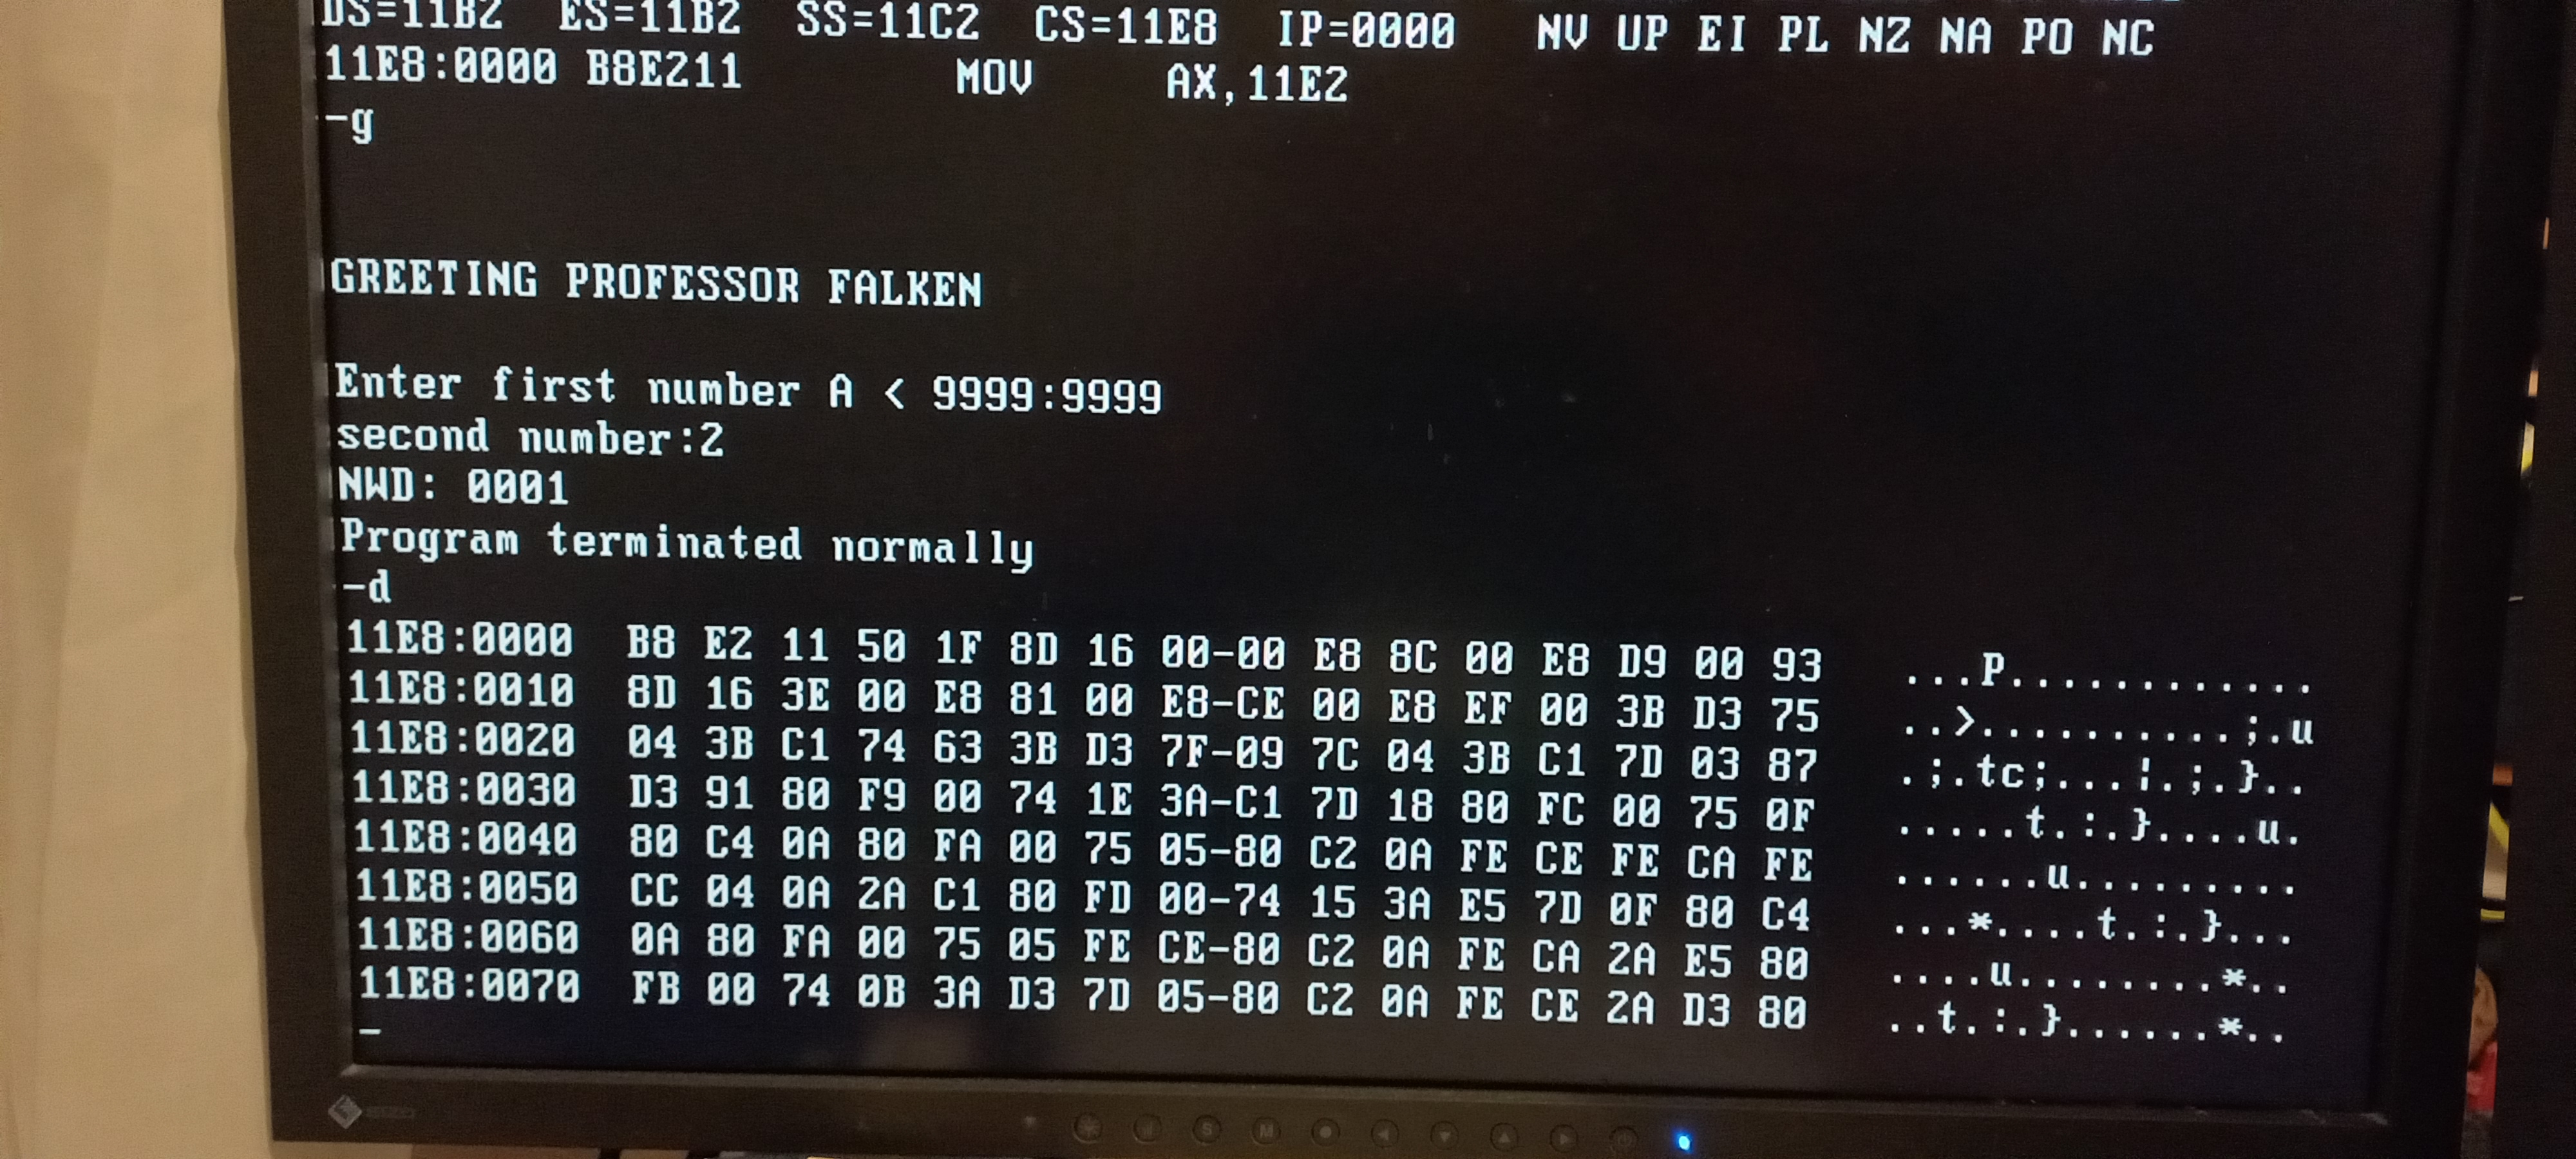 DS=11B2 ES=11B2 SS=11C2 CS=11E8 IP=0000 NV UP EI PL NZ NA PO NC
11E8:0000 B8E211 MOV AX,11E2
-g
GREETING PROFESSOR FALKEN
Enter first number A < 9999:9999
second number:2
NWD: 0001
Program terminated normally
-d
11E8:0000 B8 E2 11 50 1F 8D 16 00-00 E8 8C 00 E8 D9 00 93 ...P............
11E8:0010 8D 16 3E 00 E8 81 00 E8-CE 00 E8 EF 00 3B D3 75 ..>..........;.u
11E8:0020 04 3B C1 74 63 3B D3 7F-09 7C 04 3B C1 7D 03 87 .;.tc;...|.;.}..
11E8:0030 D3 91 80 F9 00 74 1E 3A-C1 7D 18 80 FC 00 75 0F .....t.:.}....u.
11E8:0040 80 C4 0A 80 FA 00 75 05-80 C2 0A FE CE FE CA FE ......u.........
11E8:0050 CC 04 0A 2A C1 80 FD 00-74 15 3A E5 7D 0F 80 C4 ...*....t.:.}...
11E8:0060 0A 80 FA 00 75 05 FE CE-80 C2 0A FE CA 2A E5 80 ....u........*..
11E8:0070 FB 00 74 0B 3A D3 7D 05-80 C2 0A FE CE 2A D3 80 ..t.:.}......*..
-
S M